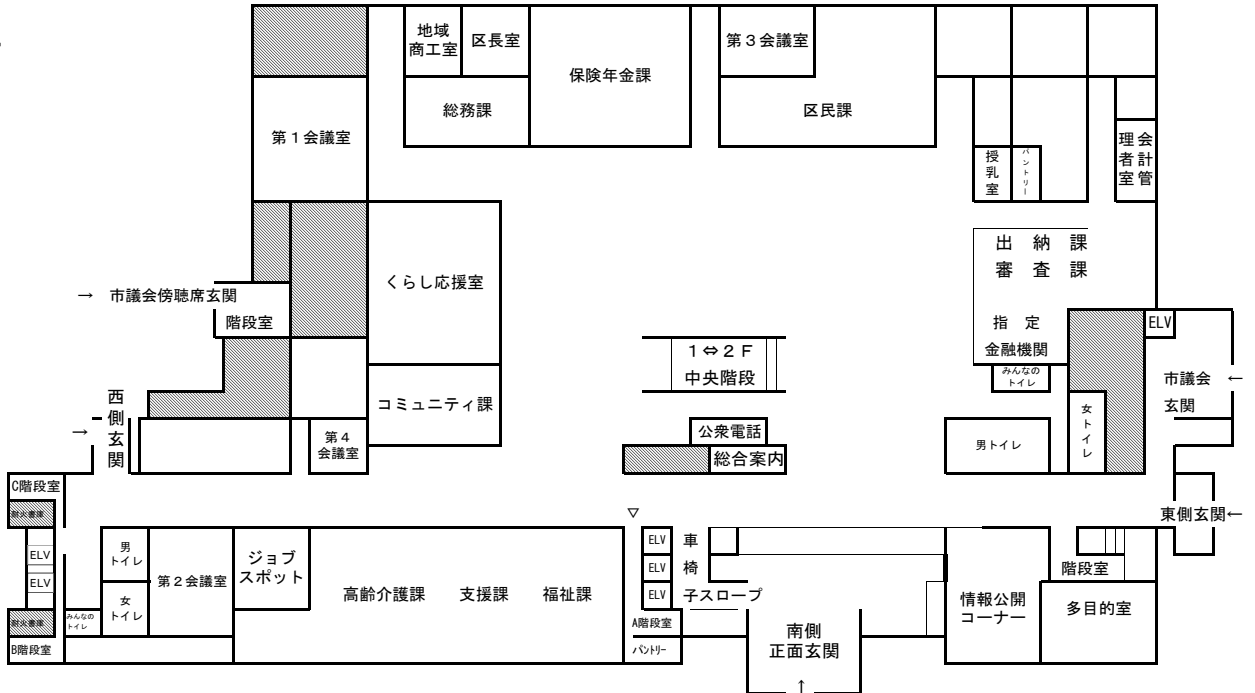 地域
商工室
区長室
保険年金課
第３会議室
総務課
区民課
第１会議室
授乳室
パントリー
会計管
理者室
出　納　課
審　査　課
指　定
金融機関
くらし応援室
→　市議会傍聴席玄関
階段室
１⇔２Ｆ
中央階段
ELV
みんなの
トイレ
市議会　←
玄関
コミュニティ課
→
西側玄関
第４
会議室
公衆電話
総合案内
男トイレ
女トイレ
C階段室
耐火書庫
▽
東側玄関←
ELV
ELV
男
トイレ
女
トイレ
第２会議室
ジョブ
スポット
高齢介護課
支援課
福祉課
ELV
ELV
ELV
車
椅
子スロープ
階段室
情報公開
コーナー
多目的室
耐火書庫
みんなの
トイレ
B階段室
A階段室
パントリー
南側
正面玄関
↑